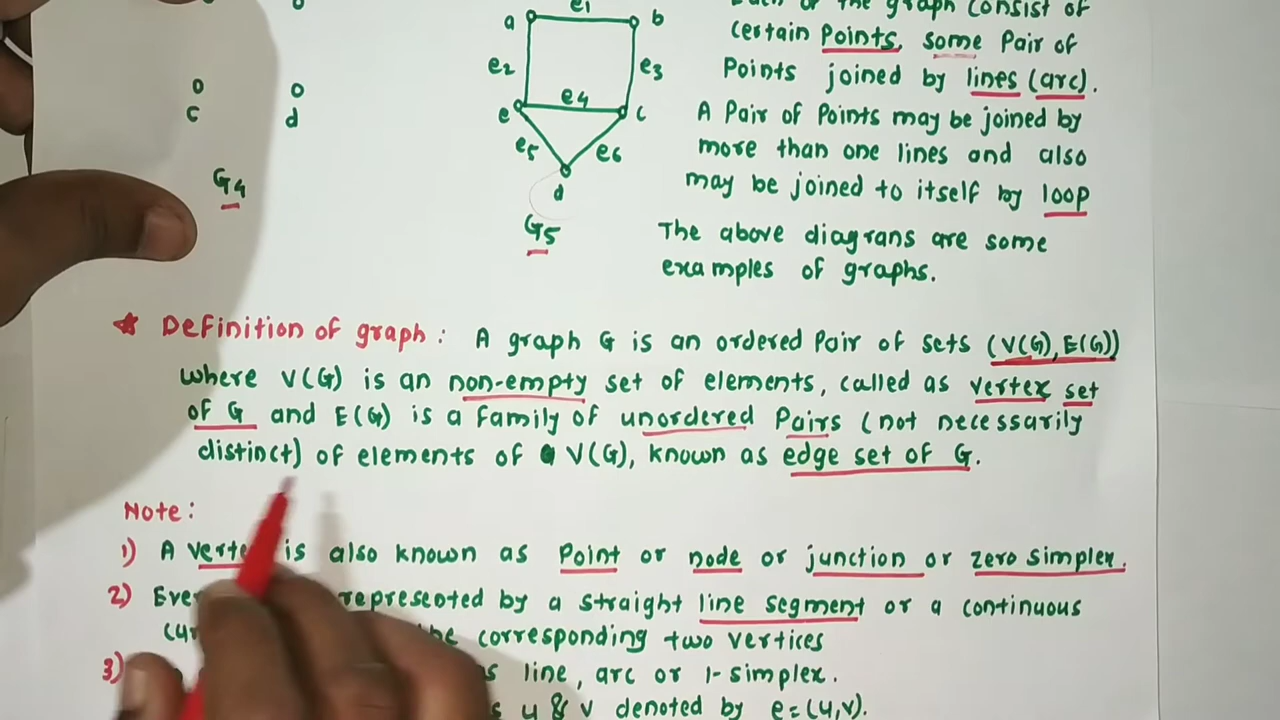 c
d
G4
e1
a
b
e2
e3
e4
e
c
e5
e6
d
G5
of the graph consist of
certain Points, some Pair of
Points joined by lines (arc).
A Pair of Points may be joined by
more than one lines and also
may be joined to itself by loop
The above diagrans are some
examples of graphs.
* Definition of graph: A graph G is an ordered Pair of sets (V(G), E(G))
where V(G) is an non-empty set of elements, called as vertex set
of G and E(G) is a family of unordered Pairs (not necessarily
distinct) of elements of V(G), known as edge set of G.
Note:
1) A is also known as Point or node or junction or zero simplex.
2) represented by a straight line segment or a continuous
corresponding two vertices
3) line, arc or 1-simplex.
u & v denoted by e=(u,v).